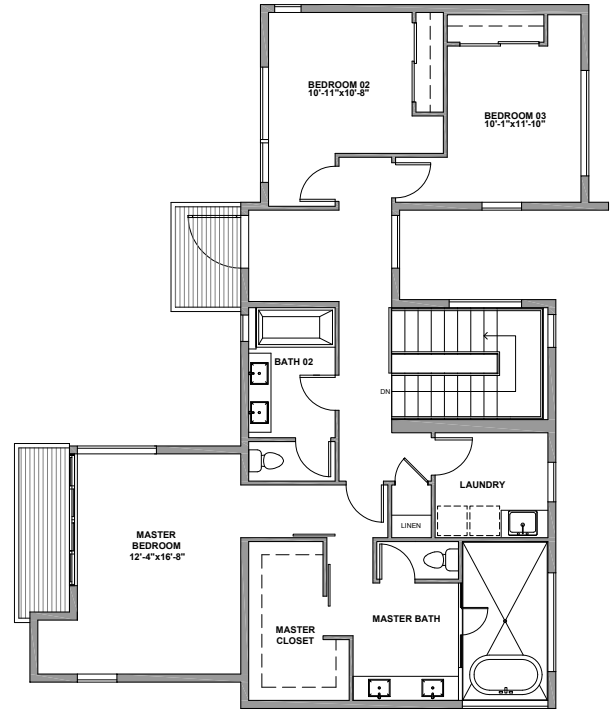 BEDROOM 02
10'-11"x10'-8"
BEDROOM 03
10'-1"x11'-10"
BATH 02
DN
LAUNDRY
LINEN
MASTER
BEDROOM
12'-4"x16'-8"
MASTER BATH
MASTER
CLOSET